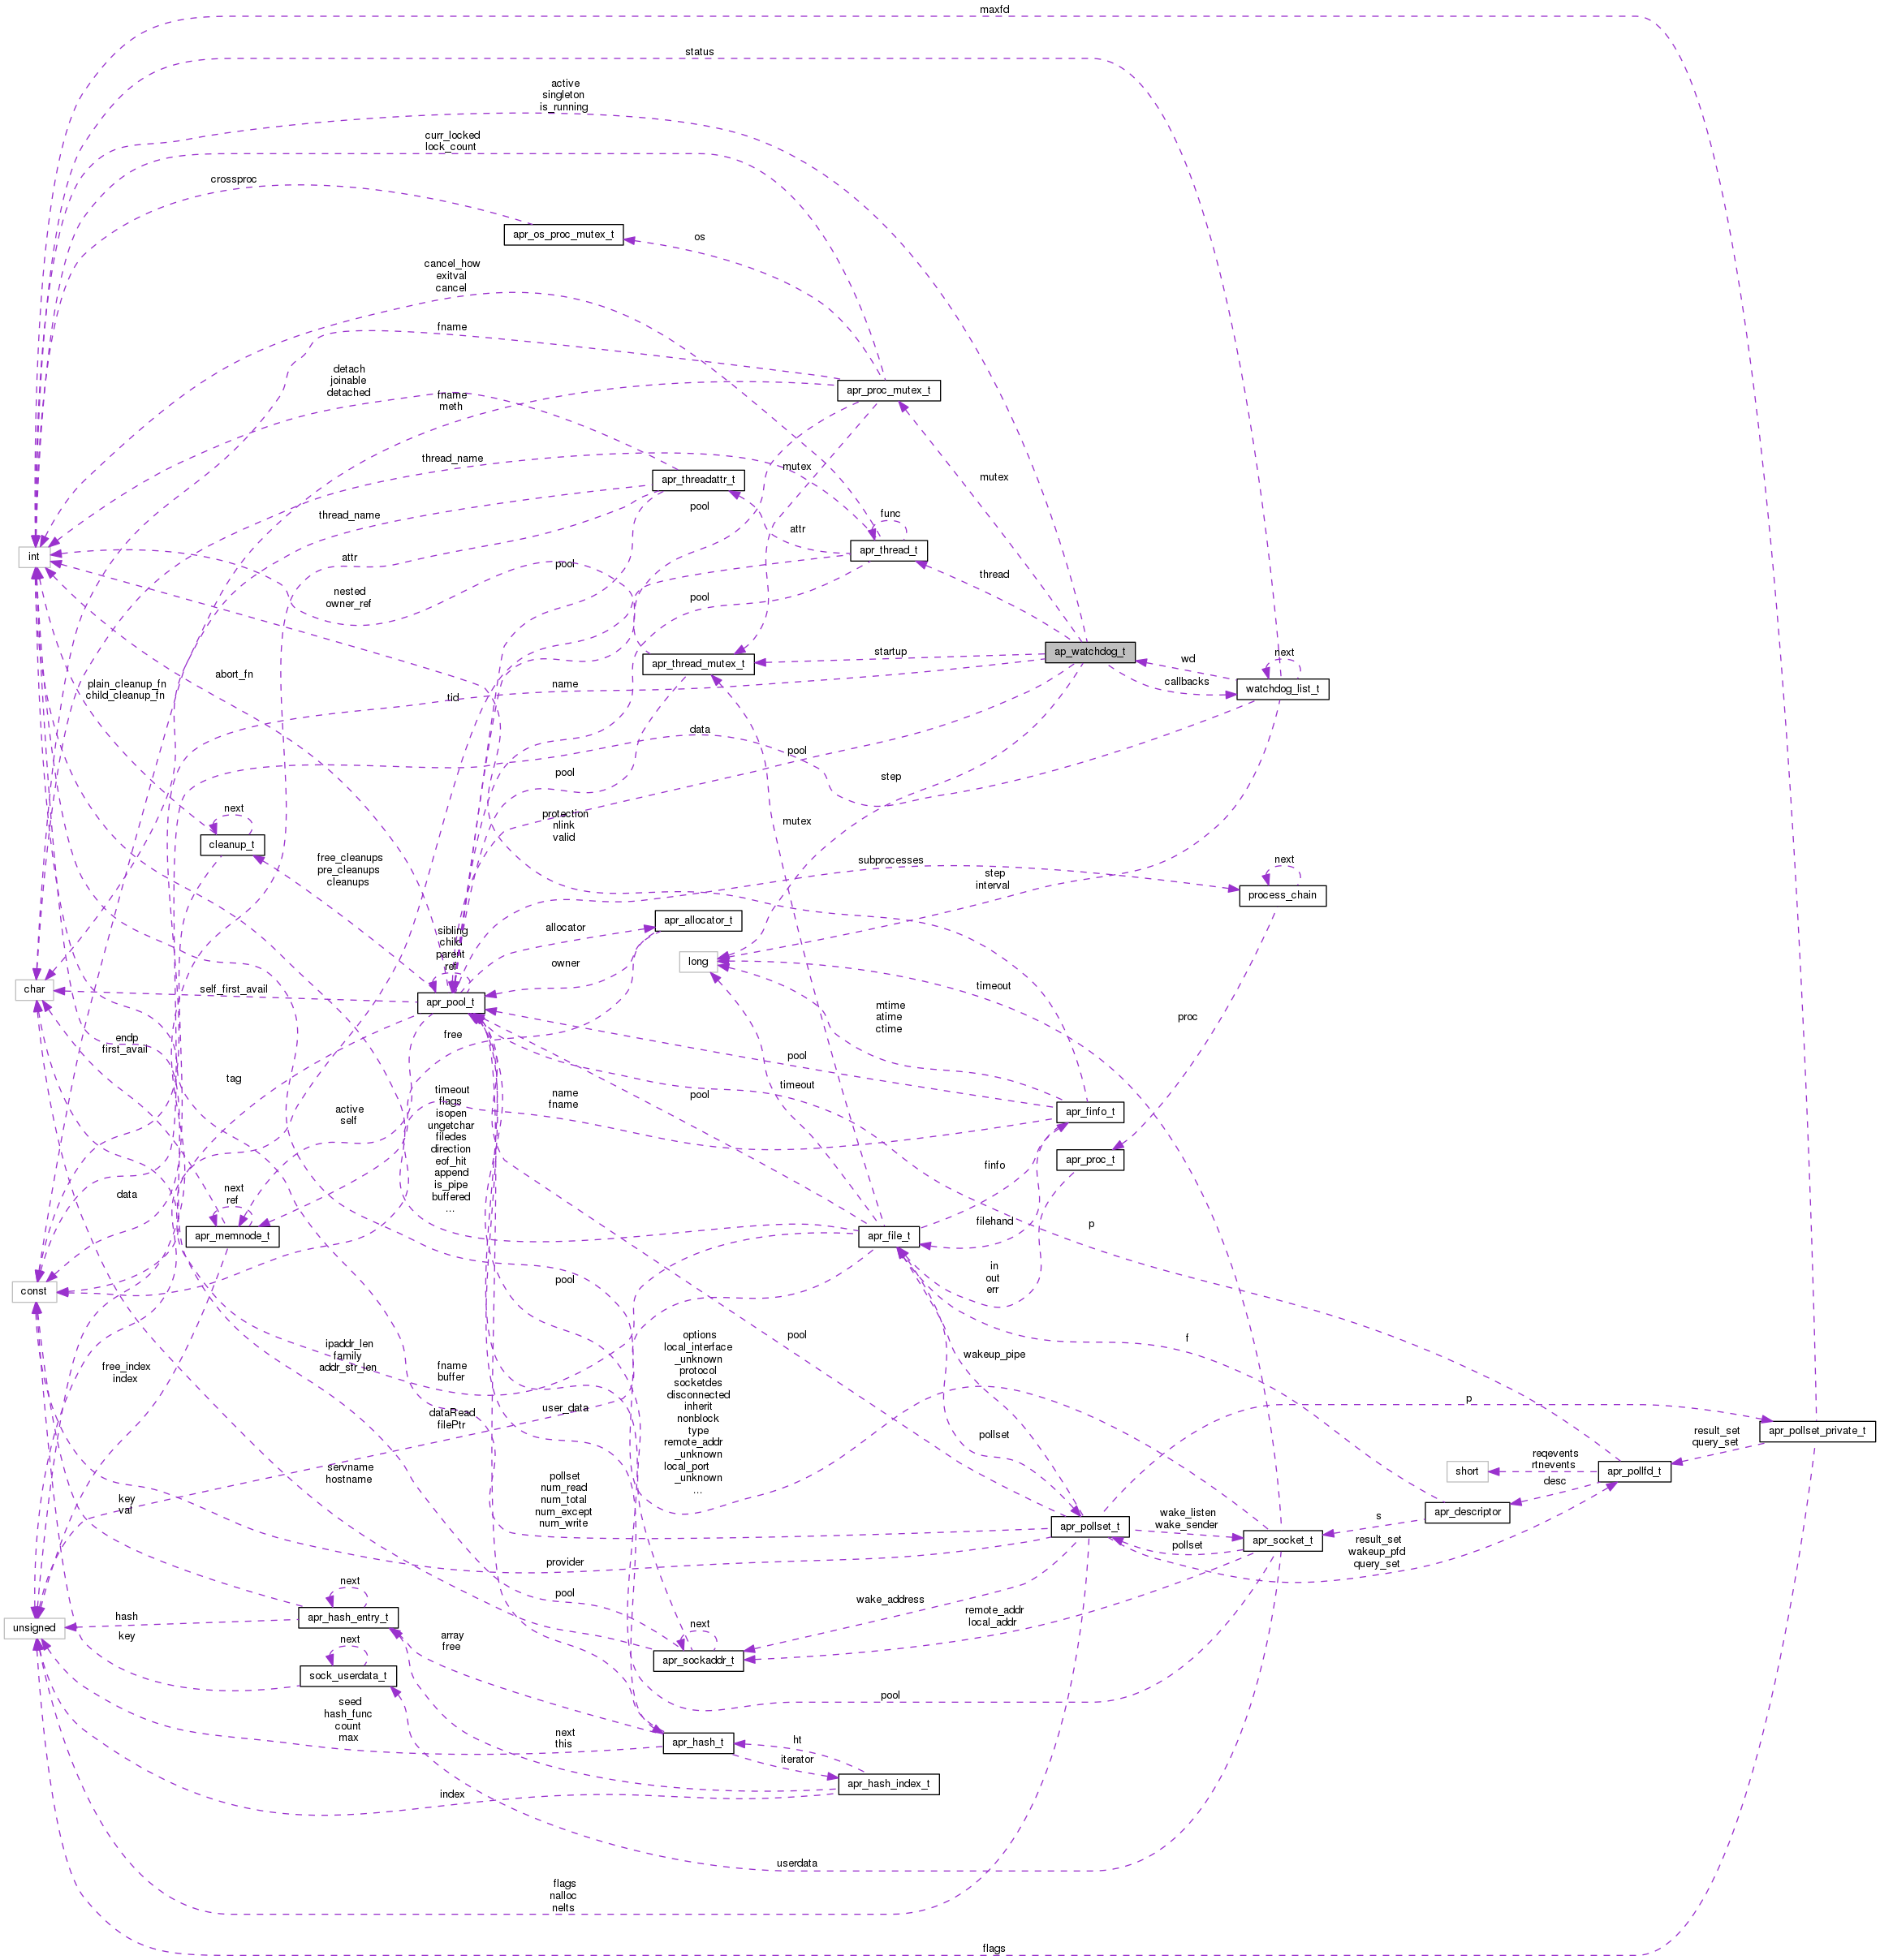 maxfd
status
active
singleton
is_running
curr_locked
lock_count
crossproc
apr_os_proc_mutex_t
os
cancel_how
exitval
cancel
fname
detach
joinable
detached
apr_proc_mutex_t
fname
meth
thread_name
mutex
apr_threadattr_t
mutex
thread_name
pool
func
attr
int
attr
pool
apr_thread_t
thread
nested
owner_ref
pool
ap_watchdog_t
startup
apr_thread_mutex_t
wd
next
abort_fn
plain_cleanup_fn
child_cleanup_fn
name
tid
callbacks
watchdog_list_t
data
pool
pool
step
protection
nlink
valid
mutex
next
cleanup_t
free_cleanups
pre_cleanups
cleanups
subprocesses
next
step
interval
process_chain
apr_allocator_t
allocator
sibling
child
parent
ref
owner
long
char
self_first_avail
apr_pool_t
timeout
mtime
atime
ctime
proc
endp
first_avail
free
pool
tag
timeout
pool
name
fname
apr_finfo_t
active
self
timeout
flags
isopen
ungetchar
filedes
direction
eof_hit
append
is_pipe
buffered
...
finfo
apr_proc_t
data
next
ref
apr_memnode_t
filehand
apr_file_t
p
in
out
err
const
pool
free_index
index
ipaddr_len
family
addr_str_len
fname
buffer
options
local_interface
_unknown
protocol
socketdes
disconnected
inherit
nonblock
type
remote_addr
_unknown
local_port
_unknown
...
pool
f
wakeup_pipe
user_data
dataRead
filePtr
p
apr_pollset_private_t
pollset
result_set
query_set
servname
hostname
reqevents
rtnevents
short
apr_pollfd_t
desc
key
val
pollset
num_read
num_total
num_except
num_write
wake_listen
wake_sender
apr_descriptor
s
apr_pollset_t
apr_socket_t
pollset
result_set
wakeup_pfd
query_set
provider
next
pool
wake_address
hash
apr_hash_entry_t
unsigned
key
remote_addr
local_addr
next
next
array
free
apr_sockaddr_t
sock_userdata_t
pool
seed
hash_func
count
max
next
this
apr_hash_t
ht
iterator
index
apr_hash_index_t
userdata
flags
nalloc
nelts
flags